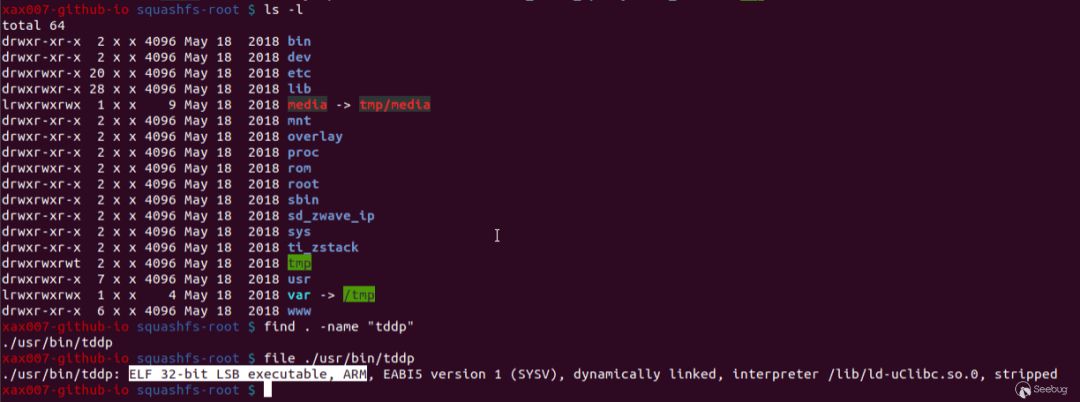 xax007-github-io squashfs-root $ ls -l
total 64
drwxr-xr-x  2 x x 4096 May 18  2018 bin
drwxr-xr-x  2 x x 4096 May 18  2018 dev
drwxrwxr-x 20 x x 4096 May 18  2018 etc
drwxrwxr-x 28 x x 4096 May 18  2018 lib
lrwxrwxrwx  1 x x    9 May 18  2018 media -> tmp/media
drwxr-xr-x  2 x x 4096 May 18  2018 mnt
drwxr-xr-x  2 x x 4096 May 18  2018 overlay
drwxr-xr-x  2 x x 4096 May 18  2018 proc
drwxrwxr-x  2 x x 4096 May 18  2018 rom
drwxr-xr-x  2 x x 4096 May 18  2018 root
drwxrwxr-x  2 x x 4096 May 18  2018 sbin
drwxr-xr-x  2 x x 4096 May 18  2018 sd_zwave_ip
drwxr-xr-x  2 x x 4096 May 18  2018 sys
drwxr-xr-x  2 x x 4096 May 18  2018 ti_zstack
drwxrwxrwt  2 x x 4096 May 18  2018 tmp
drwxrwxr-x  7 x x 4096 May 18  2018 usr
lrwxrwxrwx  1 x x    4 May 18  2018 var -> /tmp
drwxr-xr-x  6 x x 4096 May 18  2018 www
xax007-github-io squashfs-root $ find . -name "tddp"
./usr/bin/tddp
xax007-github-io squashfs-root $ file ./usr/bin/tddp
./usr/bin/tddp: ELF 32-bit LSB executable, ARM, EABI5 version 1 (SYSV), dynamically linked, interpreter /lib/ld-uClibc.so.0, stripped
xax007-github-io squashfs-root $
Seebug